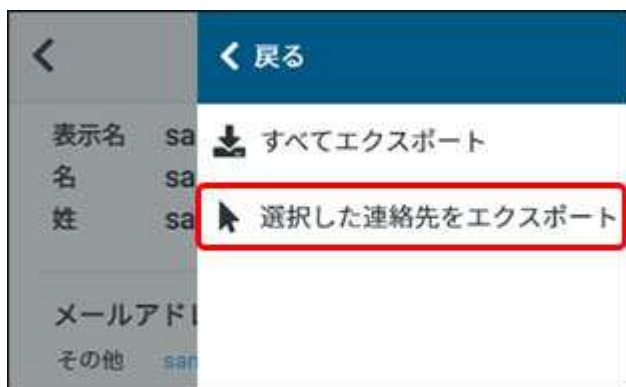 戻る
すべてエクスポート
選択した連絡先をエクスポート
表示名 sa
名 sa
姓 sa
メールアド
その他 san